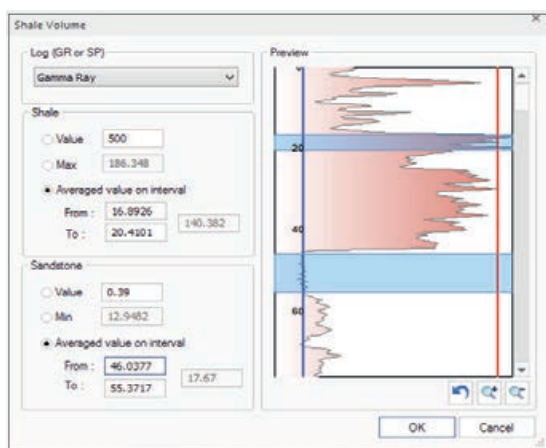 Shale Volume
Log (GR or SP)
Gamma Ray
Shale
Value 500
Max 186.348
Averaged value on interval
From : 16.8926
140.382
To : 20.4101
Sandstone
Value 0.39
Min 12.9482
Averaged value on interval
From : 46.0377
17.67
To : 55.3717
Preview
20
40
60
OK Cancel